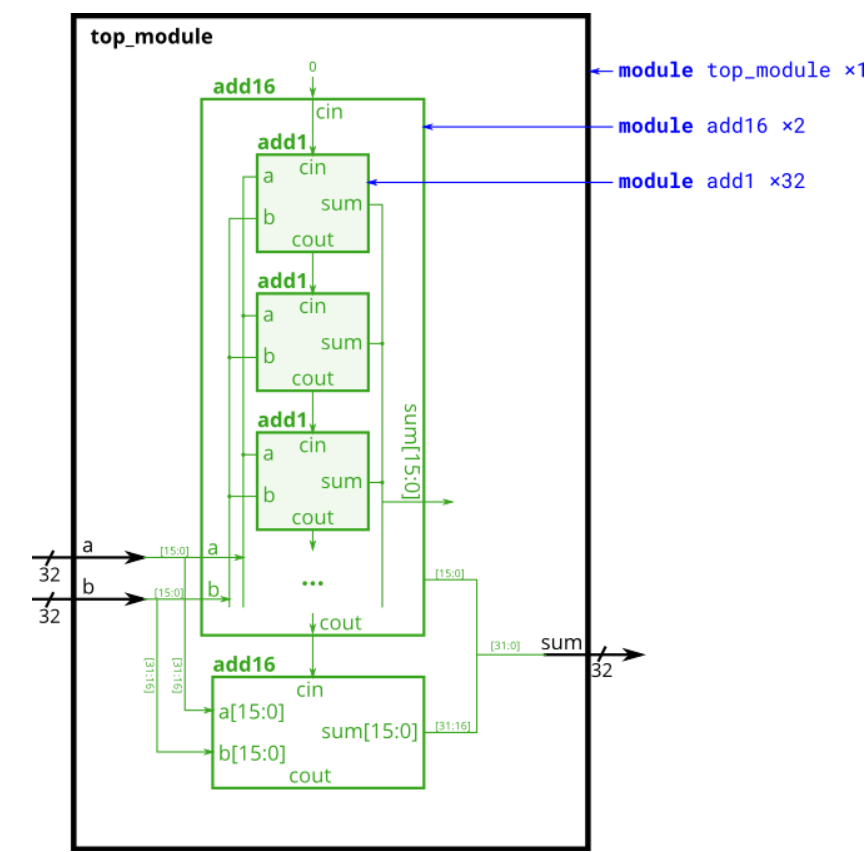 top_module
0
module top_module ×1
add16
cin
module add16 ×2
add1
cin
module add1 ×32
a
sum
b
cout
add1
cin
a
sum
b
cout
add1
cin
sum[15:0]
a
sum
b
cout
a
[15:0]
a
32
...
b
[15:0]
b
[15:0]
32
cout
sum
[31:0]
32
[31:16]
[31:16]
add16
cin
a[15:0]
sum[15:0]
[31:16]
b[15:0]
cout